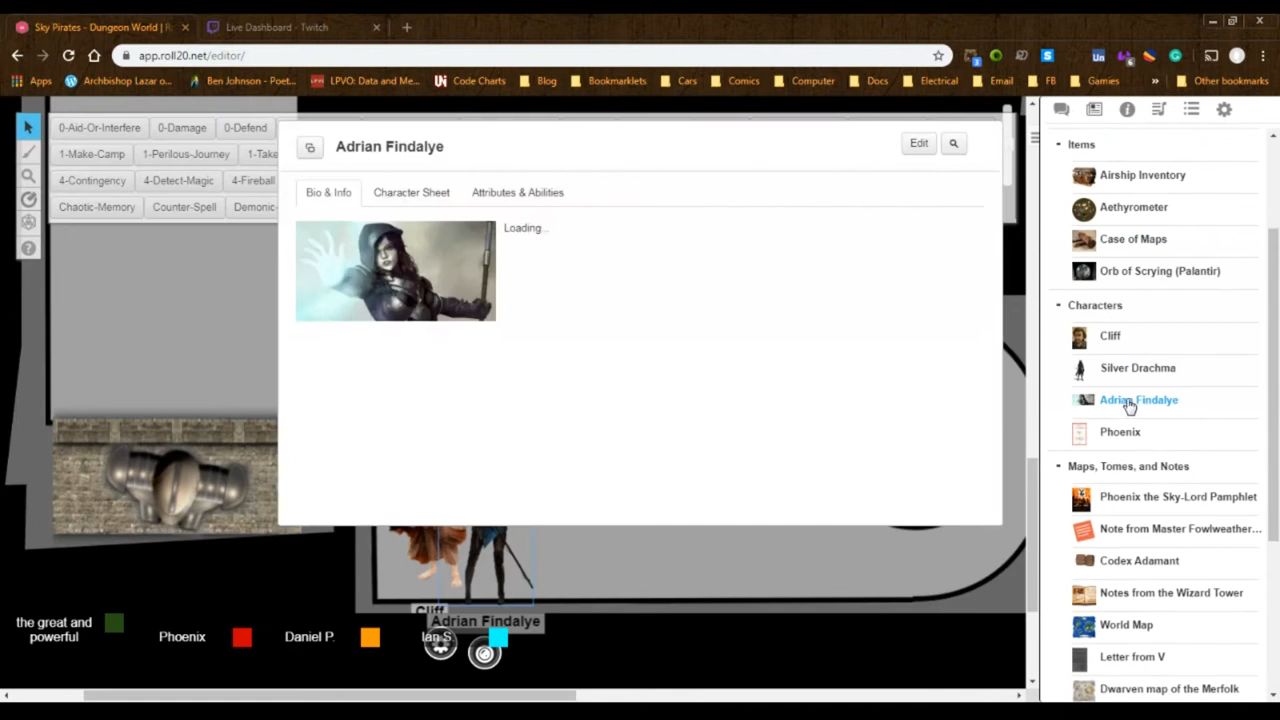 Sky Pirates - Dungeon World | R
Live Dashboard - Twitch
app.roll20.net/editor/
Apps
Archbishop Lazar o...
Ben Johnson - Poet...
LPVO: Data and Me...
Code Charts
Blog
Bookmarklets
Cars
Comics
Computer
Docs
Electrical
Email
FB
Games
»
Other bookmarks
0-Aid-Or-Interfere
0-Damage
0-Defend
1-Make-Camp
1-Perilous-Journey
1-Take
4-Contingency
4-Detect-Magic
4-Fireball
Chaotic-Memory
Counter-Spell
Demonic-
Adrian Findalye
Edit
Bio & Info
Character Sheet
Attributes & Abilities
Loading...
Items
Airship Inventory
Aethyrometer
Case of Maps
Orb of Scrying (Palantir)
Characters
Cliff
Silver Drachma
Adrian Findalye
Phoenix
Maps, Tomes, and Notes
Phoenix the Sky-Lord Pamphlet
Note from Master Fowlweather...
Codex Adamant
Notes from the Wizard Tower
World Map
Letter from V
Dwarven map of the Merfolk
Cliff
Adrian Findalye
the great and
powerful
Phoenix
Daniel P.
Ian S.